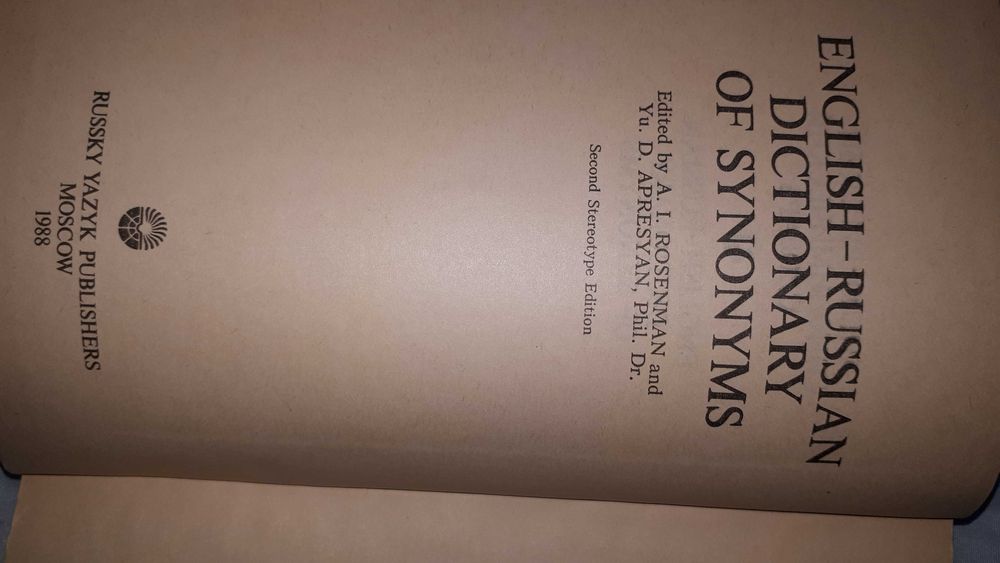 ENGLISH–RUSSIAN
DICTIONARY
OF SYNONYMS
Edited by A. I. ROSENMAN and
Yu. D. APRESYAN, Phil. Dr.
Second Stereotype Edition
RUSSKY YAZYK PUBLISHERS
MOSCOW
1988